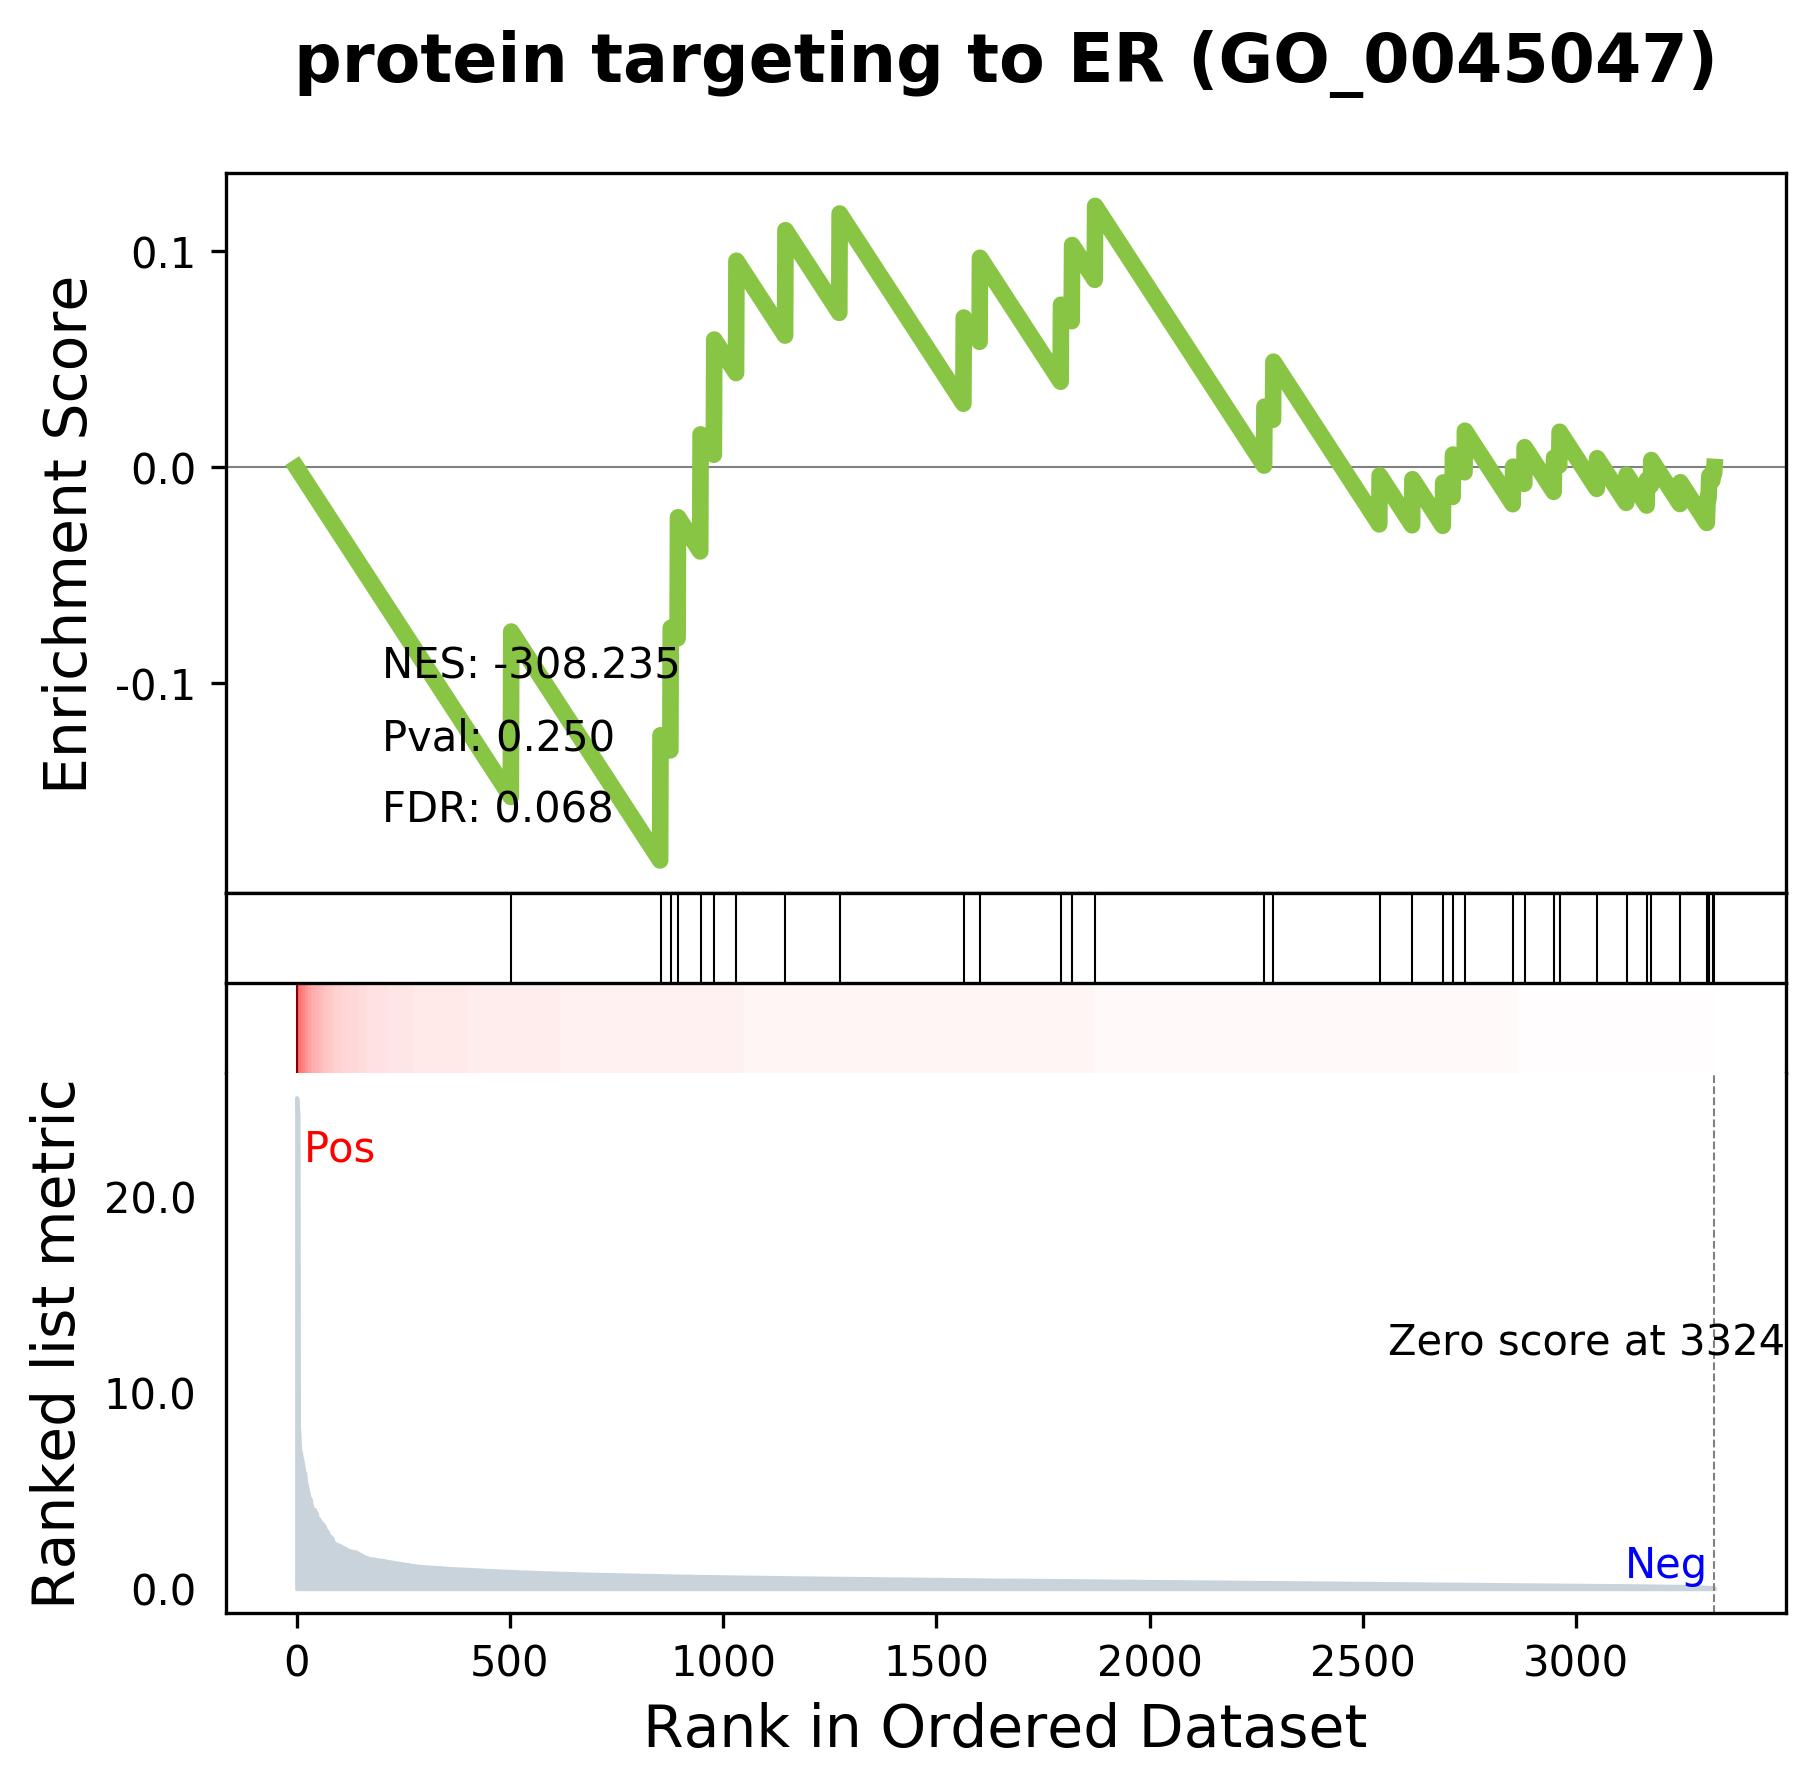 protein targeting to ER (GO_0045047)
Enrichment Score
0.1
0.0
-0.1
NES: -308.235
Pval: 0.250
FDR: 0.068
Ranked list metric
Pos
20.0
10.0
0.0
Zero score at 3324
Neg
0 500 1000 1500 2000 2500 3000
Rank in Ordered Dataset